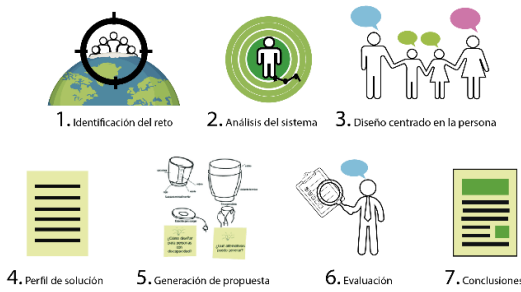 1. Identificación del reto
2. Análisis del sistema
3. Diseño centrado en la persona
4. Perfil de solución
5. Generación de propuesta
6. Evaluación
7. Conclusiones